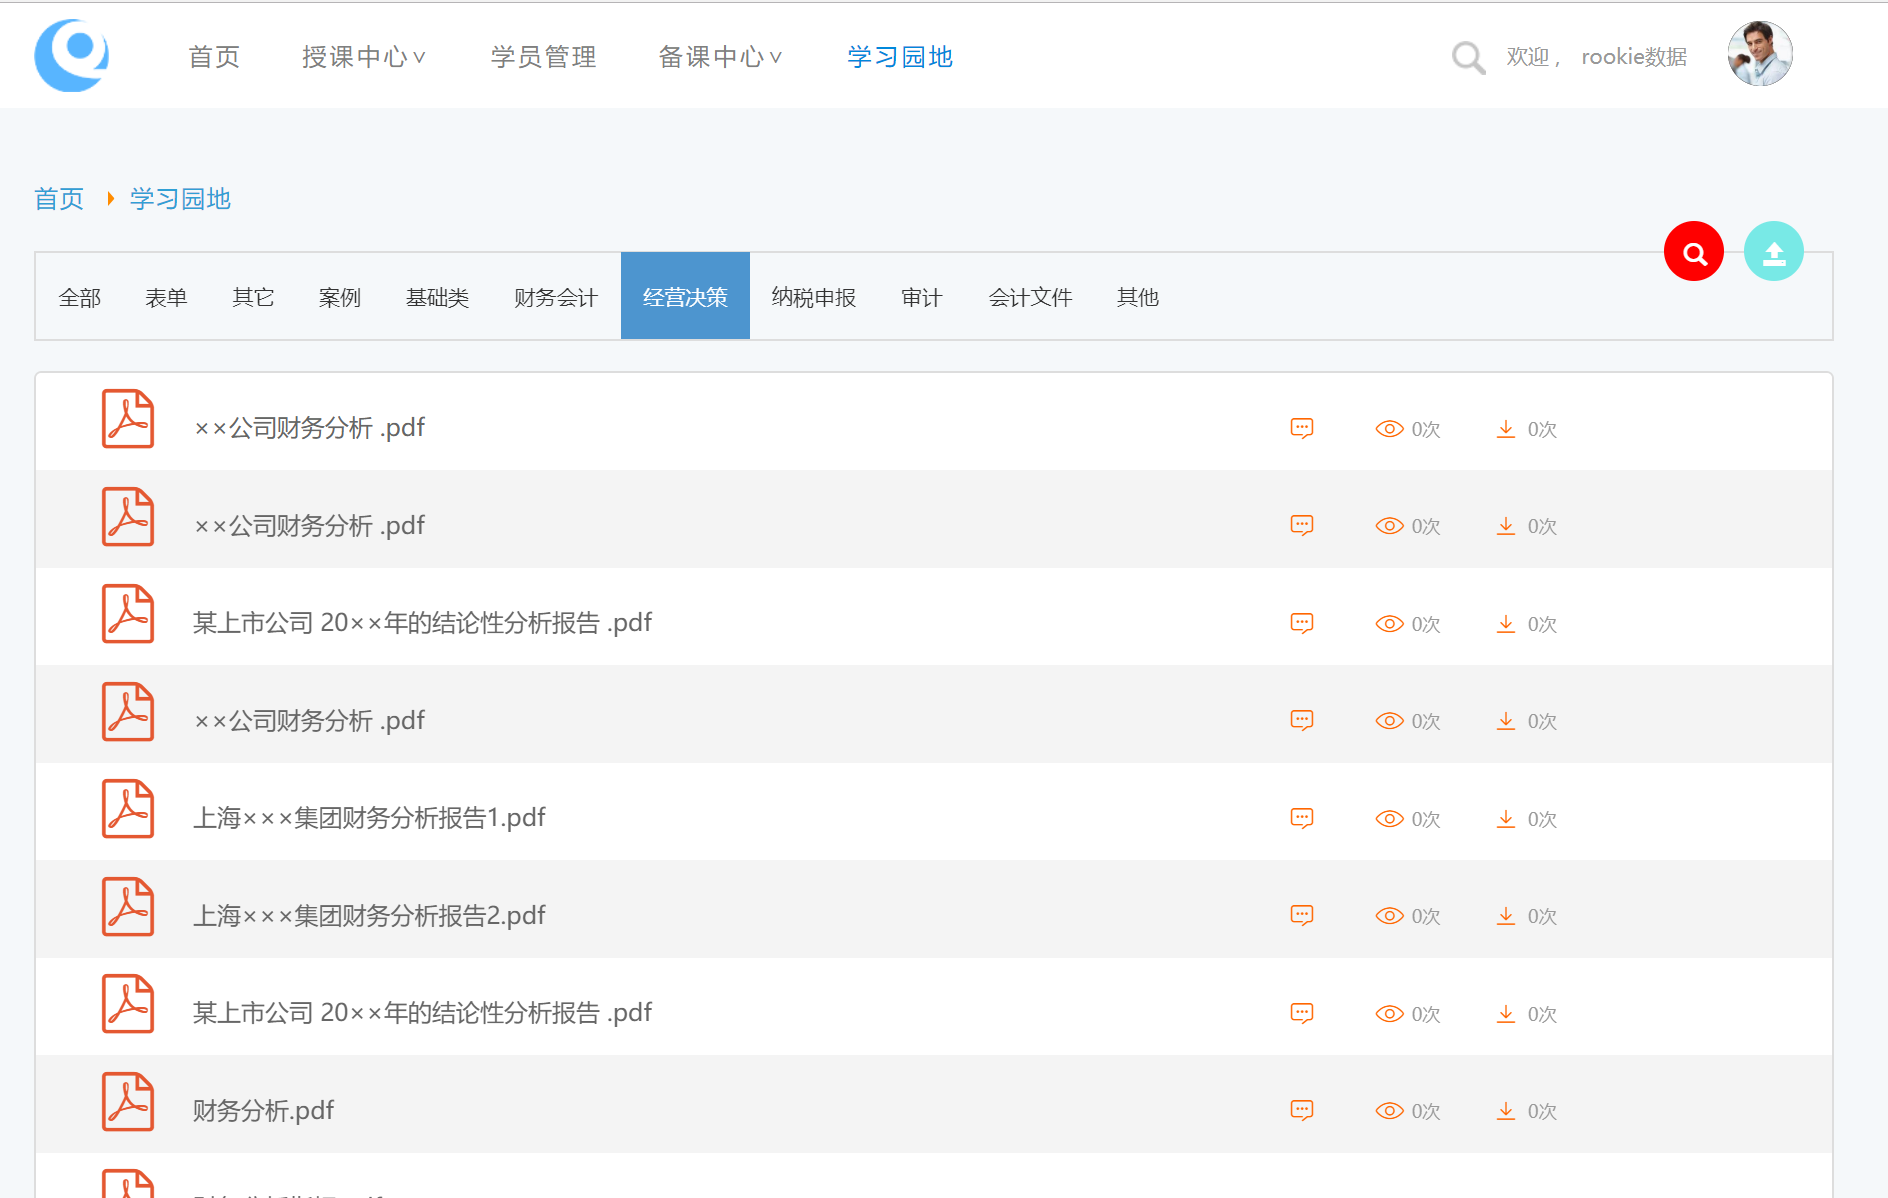 首页 授课中心∨ 学员管理 备课中心∨ 学习园地 欢迎， rookie数据
首页 学习园地
全部 表单 其它 案例 基础类 财务会计 经营决策 纳税申报 审计 会计文件 其他
××公司财务分析 .pdf 0次 0次
××公司财务分析 .pdf 0次 0次
某上市公司 20××年的结论性分析报告 .pdf 0次 0次
××公司财务分析 .pdf 0次 0次
上海×××集团财务分析报告1.pdf 0次 0次
上海×××集团财务分析报告2.pdf 0次 0次
某上市公司 20××年的结论性分析报告 .pdf 0次 0次
财务分析.pdf 0次 0次